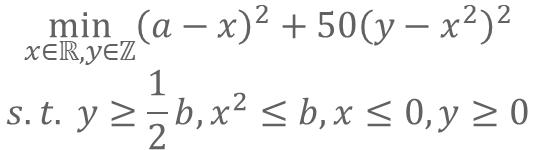 min (a − x)² + 50(y − x²)²
x∈ℝ,y∈ℤ
s. t. y ≥ 1/2 b, x² ≤ b, x ≤ 0, y ≥ 0